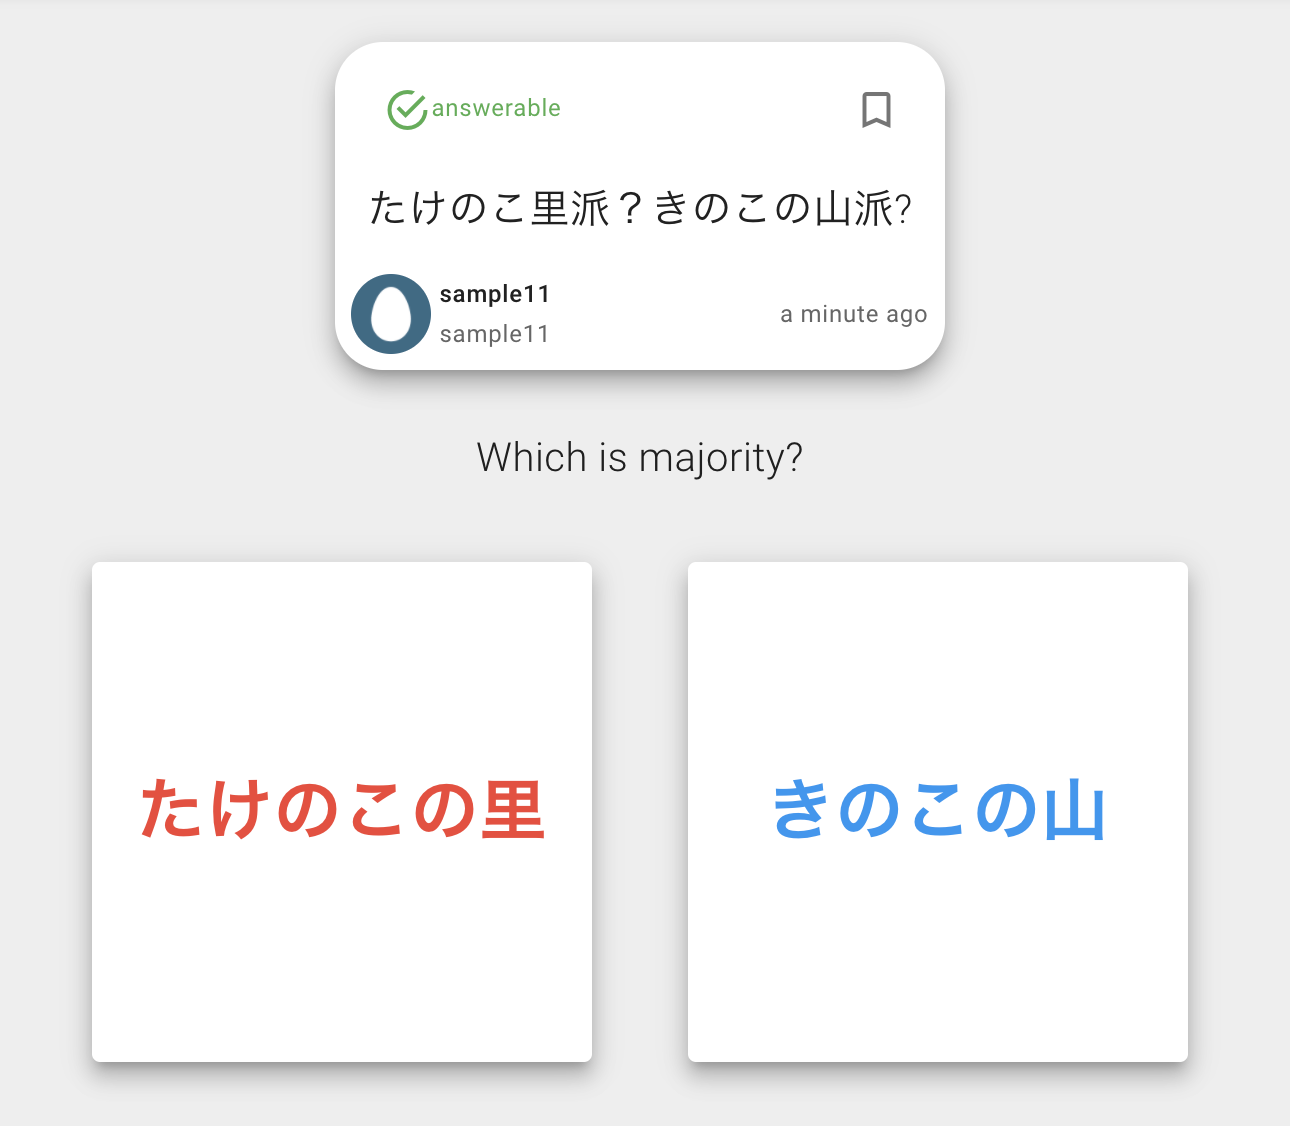 answerable
たけのこ里派？きのこの山派?
sample11
sample11
a minute ago
Which is majority?
たけのこの里
きのこの山